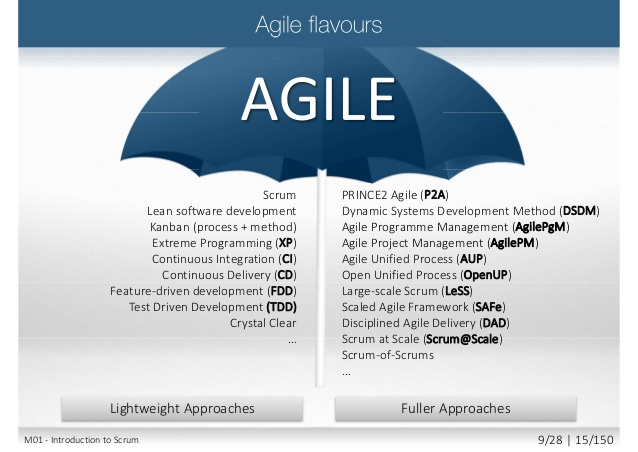 Agile flavours
AGILE
Scrum
Lean software development
Kanban (process + method)
Extreme Programming (XP)
Continuous Integration (CI)
Continuous Delivery (CD)
Feature-driven development (FDD)
Test Driven Development (TDD)
Crystal Clear
...
PRINCE2 Agile (P2A)
Dynamic Systems Development Method (DSDM)
Agile Programme Management (AgilePgM)
Agile Project Management (AgilePM)
Agile Unified Process (AUP)
Open Unified Process (OpenUP)
Large-scale Scrum (LeSS)
Scaled Agile Framework (SAFe)
Disciplined Agile Delivery (DAD)
Scrum at Scale (Scrum@Scale)
Scrum-of-Scrums
...
Lightweight Approaches
Fuller Approaches
M01 - Introduction to Scrum
9/28 | 15/150